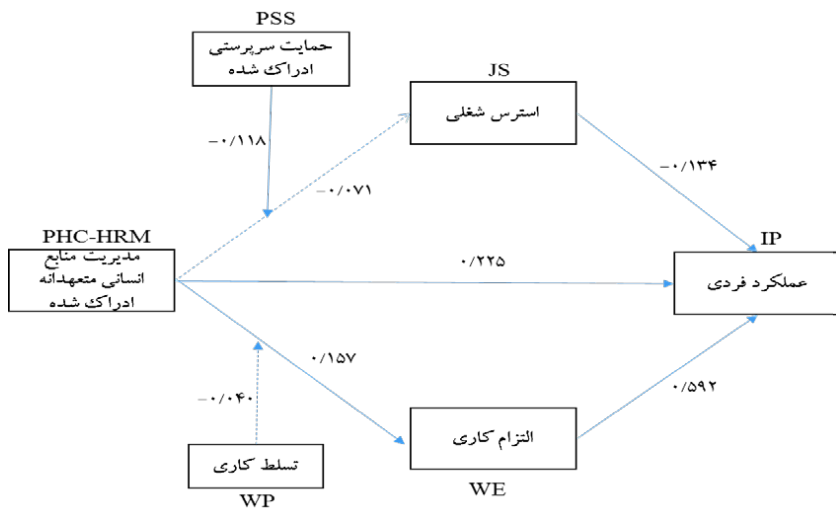 PSS
حمایت سرپرستی
ادراک شده
JS
استرس شغلی
−۰/۱۱۸
−۰/۰۷۱
−۰/۱۳۴
PHC-HRM
مدیریت منابع
انسانی متعهدانه
ادراک شده
۰/۲۲۵
IP
عملکرد فردی
۰/۱۵۷
−۰/۰۴۰
۰/۵۹۲
التزام کاری
WE
تسلط کاری
WP